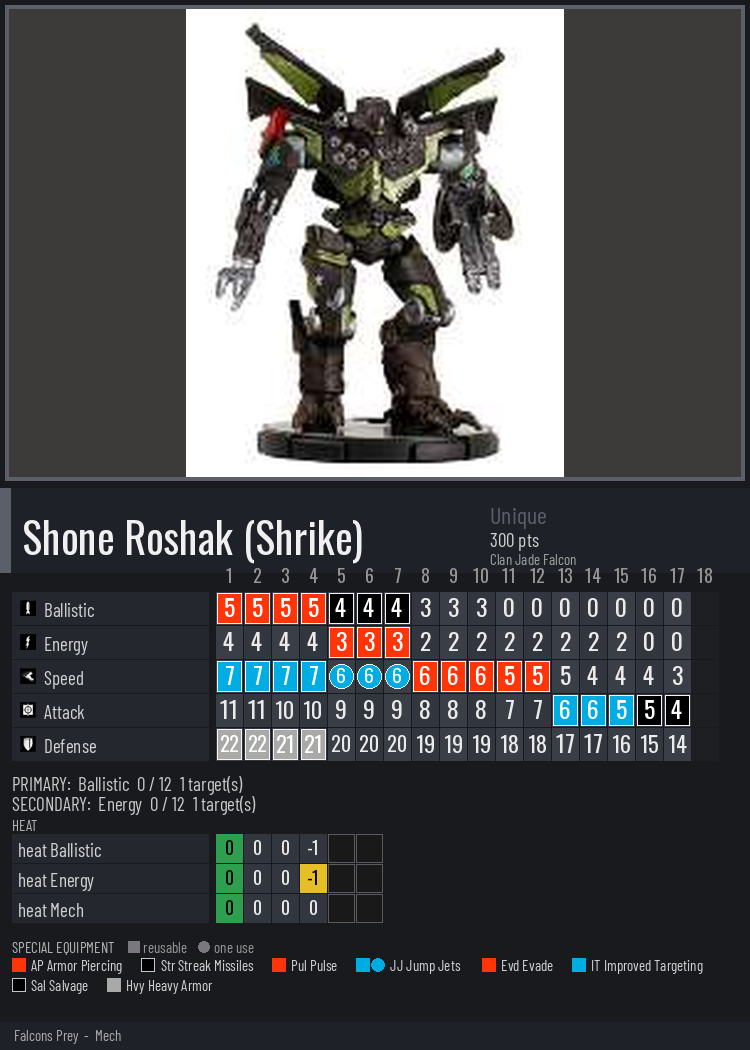 Shone Roshak (Shrike)
Unique
300 pts
Clan Jade Falcon
1 2 3 4 5 6 7 8 9 10 11 12 13 14 15 16 17 18
Ballistic 5 5 5 5 4 4 4 3 3 3 0 0 0 0 0 0 0
Energy 4 4 4 4 3 3 3 2 2 2 2 2 2 2 2 0 0
Speed 7 7 7 7 6 6 6 6 6 6 5 5 5 4 4 4 3
Attack 11 11 10 10 9 9 9 8 8 8 7 7 6 6 5 5 4
Defense 22 22 21 21 20 20 20 19 19 19 18 18 17 17 16 15 14
PRIMARY: Ballistic 0 / 12 1 target(s)
SECONDARY: Energy 0 / 12 1 target(s)
HEAT
heat Ballistic 0 0 0 -1
heat Energy 0 0 0 -1
heat Mech 0 0 0 0
SPECIAL EQUIPMENT reusable one use
AP Armor Piercing Str Streak Missiles Pul Pulse JJ Jump Jets Evd Evade IT Improved Targeting
Sal Salvage Hvy Heavy Armor
Falcons Prey - Mech